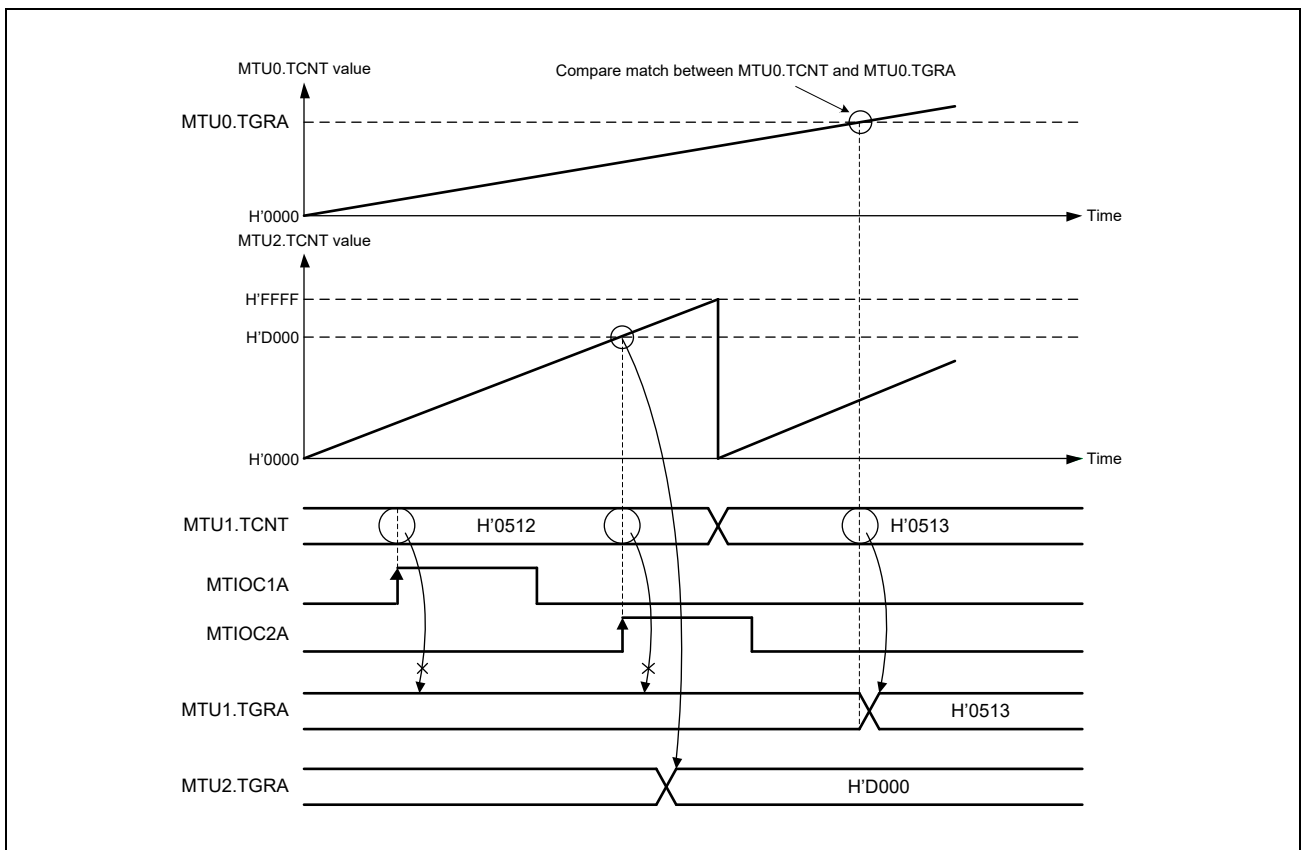 MTU0.TCNT value
Compare match between MTU0.TCNT and MTU0.TGRA
MTU0.TGRA
H'0000
Time
MTU2.TCNT value
H'FFFF
H'D000
H'0000
Time
MTU1.TCNT
H'0512
H'0513
MTIOC1A
MTIOC2A
MTU1.TGRA
H'0513
MTU2.TGRA
H'D000